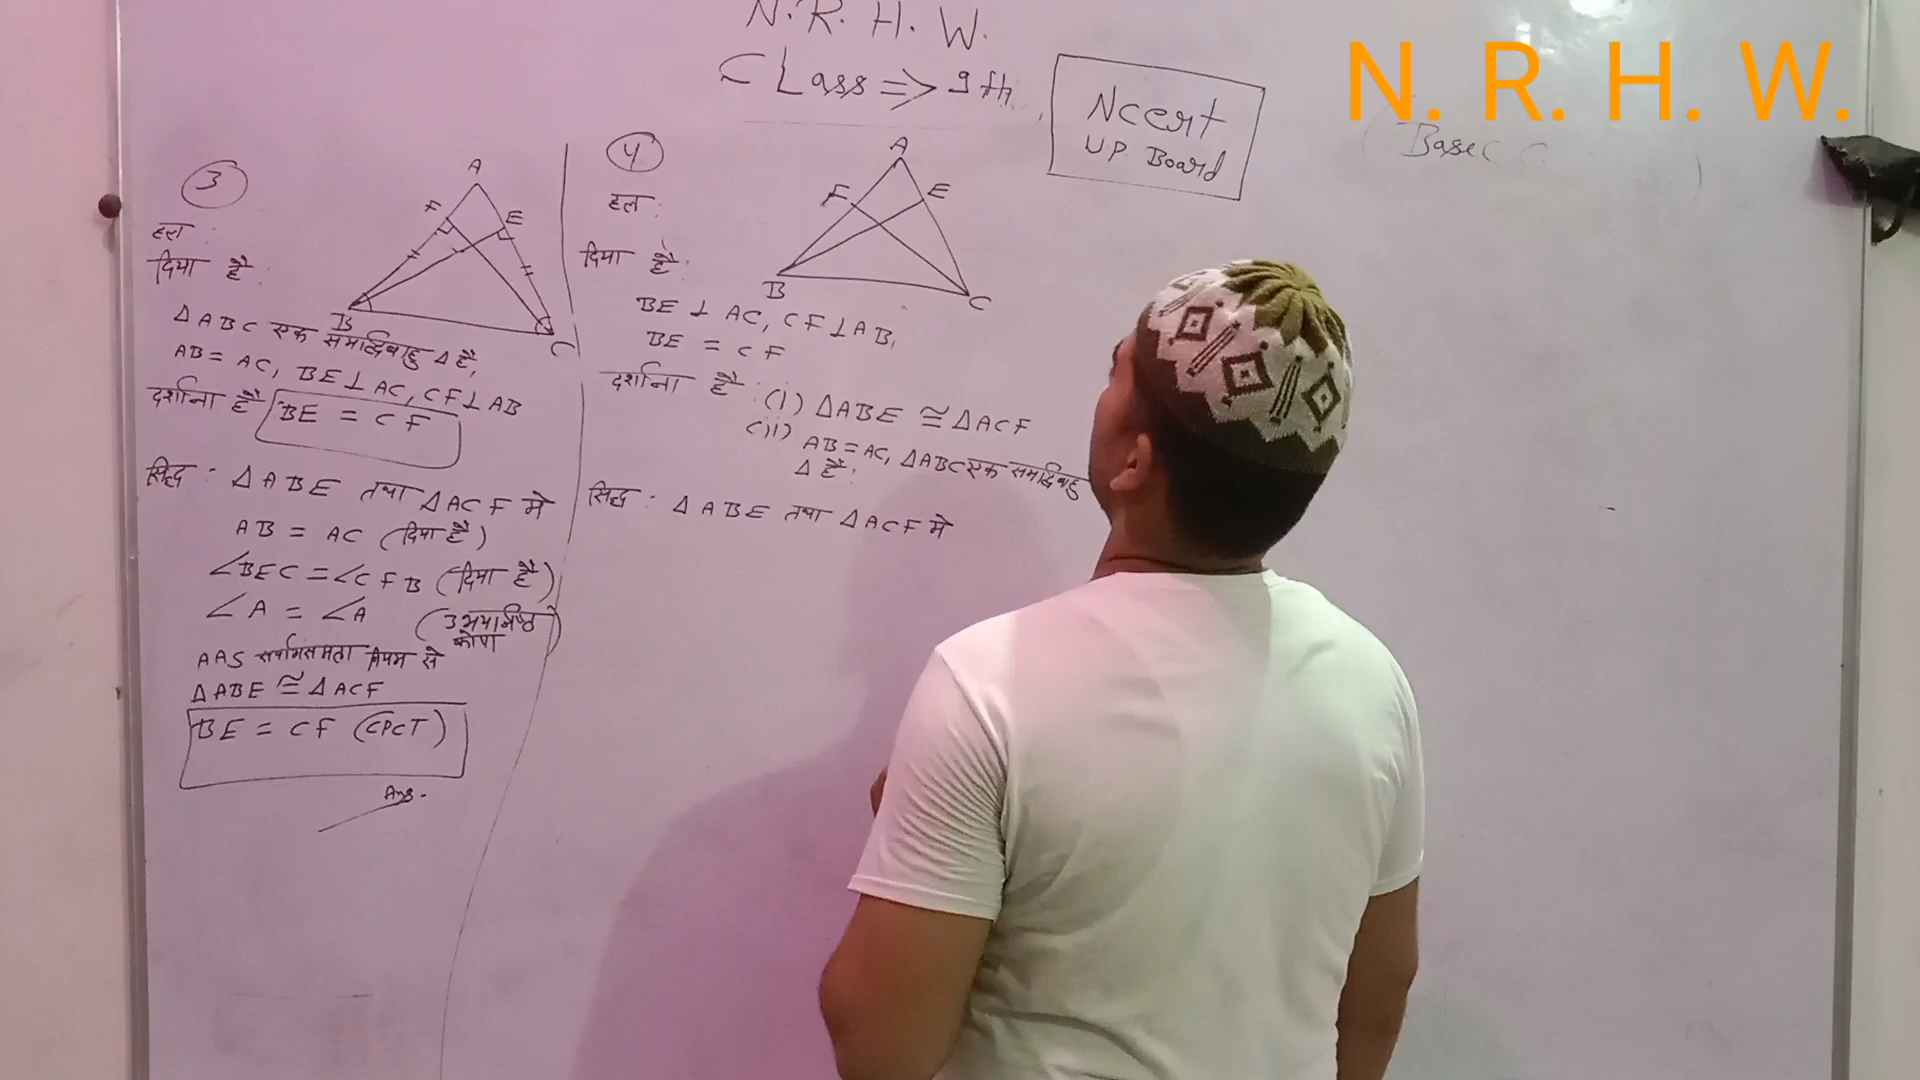 N. R. H. W.
N. R. H. W.
CLass => 9th
Ncert
UP Board
(Base
3
A
F
E
B
C
हल
दिया है:
ΔABC एक समद्विबाहु Δ है,
AB = AC, BE ⊥ AC, CF ⊥ AB
दर्शाना है BE = CF
सिद्ध : ΔABE तथा ΔACF मे
AB = AC (दिया है)
∠BEC = ∠CFB (दिया है)
∠A = ∠A (उभयनिष्ठ
कोण)
AAS सर्वांगसमता नियम से
ΔABE ≅ ΔACF
BE = CF (CPCT)
Ans.
4
A
F
E
B
C
हल :
दिया है :
BE ⊥ AC, CF ⊥ AB,
BE = CF
दर्शाना है : (i) ΔABE ≅ ΔACF
(ii) AB = AC, ΔABC एक समद्विबाहु
Δ है.
सिद्ध : ΔABE तथा ΔACF मे